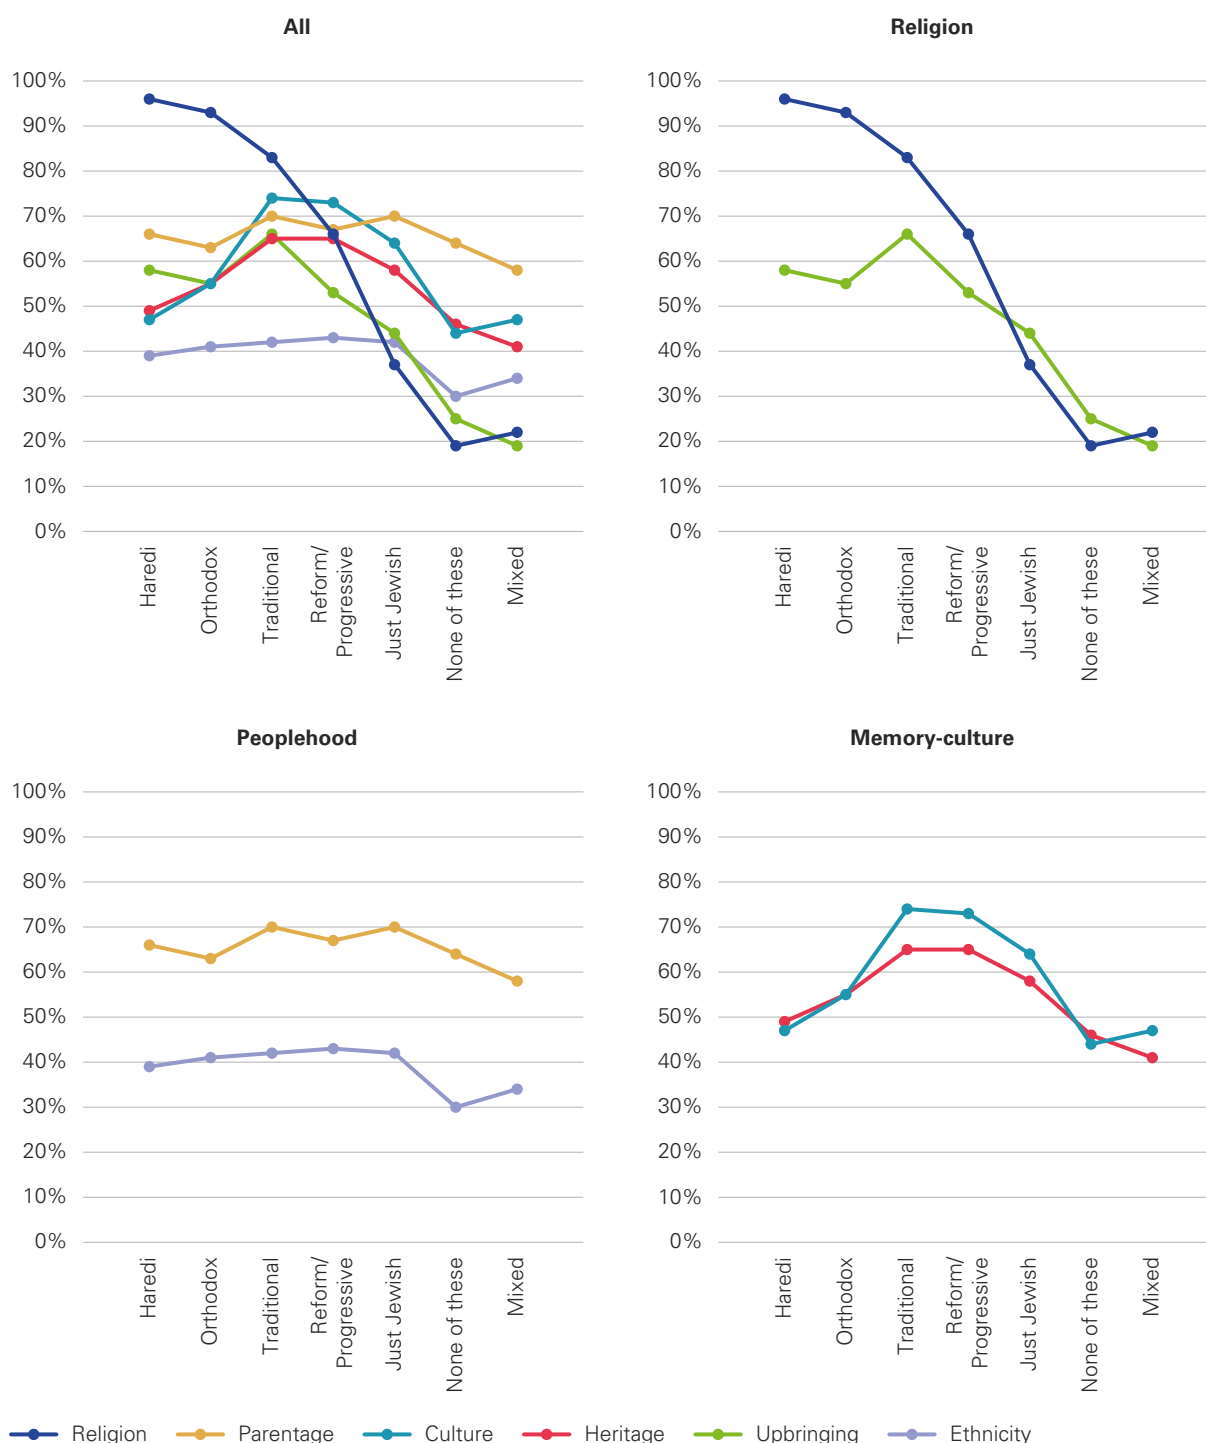 All
100%
90%
80%
70%
60%
50%
40%
30%
20%
10%
0%
Haredi
Orthodox
Traditional
Reform/
Progressive
Just Jewish
None of these
Mixed
Religion
100%
90%
80%
70%
60%
50%
40%
30%
20%
10%
0%
Haredi
Orthodox
Traditional
Reform/
Progressive
Just Jewish
None of these
Mixed
Peoplehood
100%
90%
80%
70%
60%
50%
40%
30%
20%
10%
0%
Haredi
Orthodox
Traditional
Reform/
Progressive
Just Jewish
None of these
Mixed
Memory-culture
100%
90%
80%
70%
60%
50%
40%
30%
20%
10%
0%
Haredi
Orthodox
Traditional
Reform/
Progressive
Just Jewish
None of these
Mixed
Religion Parentage Culture Heritage Upbringing Ethnicity